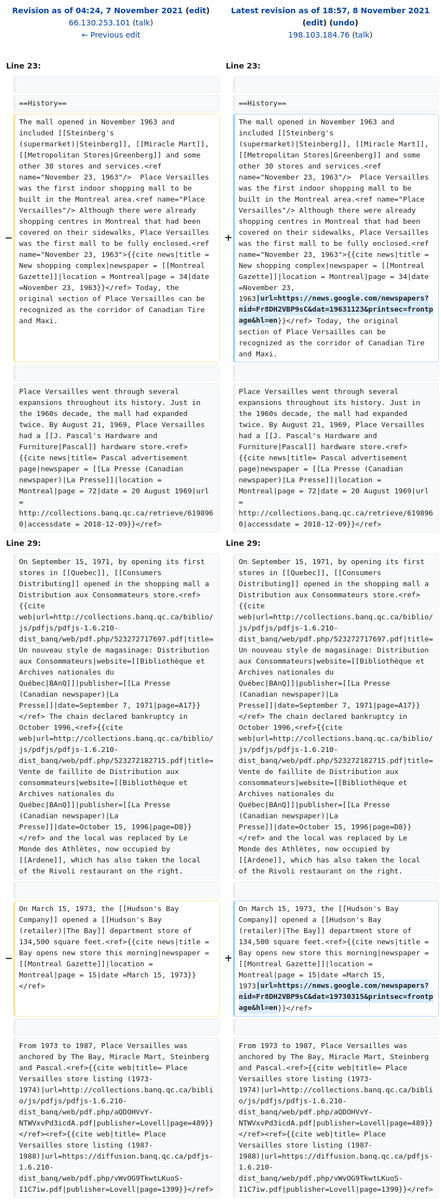 Revision as of 04:24, 7 November 2021 (edit)
66.130.253.101 (talk)
← Previous edit
Latest revision as of 18:57, 8 November 2021
(edit) (undo)
198.103.184.76 (talk)
Line 23:
Line 23:
==History==
==History==
−
The mall opened in November 1963 and
included [[Steinberg's
(supermarket)|Steinberg]], [[Miracle Mart]],
[[Metropolitan Stores|Greenberg]] and some
other 30 stores and services.<ref
name="November 23, 1963"/>  Place Versailles
was the first indoor shopping mall to be
built in the Montreal area.<ref name="Place
Versailles"/> Although there were already
shopping centres in Montreal that had been
covered on their sidewalks, Place Versailles
was the first mall to be fully enclosed.<ref
name="November 23, 1963">{{cite news|title =
New shopping complex|newspaper = [[Montreal
Gazette]]|location = Montreal|page = 34|date
=November 23, 1963}}</ref> Today, the
original section of Place Versailles can be
recognized as the corridor of Canadian Tire
and Maxi.
+
The mall opened in November 1963 and
included [[Steinberg's
(supermarket)|Steinberg]], [[Miracle Mart]],
[[Metropolitan Stores|Greenberg]] and some
other 30 stores and services.<ref
name="November 23, 1963"/>  Place Versailles
was the first indoor shopping mall to be
built in the Montreal area.<ref name="Place
Versailles"/> Although there were already
shopping centres in Montreal that had been
covered on their sidewalks, Place Versailles
was the first mall to be fully enclosed.<ref
name="November 23, 1963">{{cite news|title =
New shopping complex|newspaper = [[Montreal
Gazette]]|location = Montreal|page = 34|date
=November 23,
1963|url=https://news.google.com/newspapers?
nid=Fr8DH2VBP9sC&dat=19631123&printsec=frontp
age&hl=en}}</ref> Today, the original
section of Place Versailles can be
recognized as the corridor of Canadian Tire
and Maxi.
Place Versailles went through several
expansions throughout its history. Just in
the 1960s decade, the mall had expanded
twice. By August 21, 1969, Place Versailles
had a [[J. Pascal's Hardware and
Furniture|Pascal]] hardware store.<ref>
{{cite news|title= Pascal advertisement
page|newspaper = [[La Presse (Canadian
newspaper)|La Presse]]|location =
Montreal|page = 72|date = 20 August 1969|url
=
http://collections.banq.qc.ca/retrieve/619896
0|accessdate = 2018-12-09}}</ref>
Place Versailles went through several
expansions throughout its history. Just in
the 1960s decade, the mall had expanded
twice. By August 21, 1969, Place Versailles
had a [[J. Pascal's Hardware and
Furniture|Pascal]] hardware store.<ref>
{{cite news|title= Pascal advertisement
page|newspaper = [[La Presse (Canadian
newspaper)|La Presse]]|location =
Montreal|page = 72|date = 20 August 1969|url
=
http://collections.banq.qc.ca/retrieve/619896
0|accessdate = 2018-12-09}}</ref>
Line 29:
Line 29:
On September 15, 1971, by opening its first
stores in [[Quebec]], [[Consumers
Distributing]] opened in the shopping mall a
Distribution aux Consommateurs store.<ref>
{{cite
web|url=http://collections.banq.qc.ca/biblio/
js/pdfjs/pdfjs-1.6.210-
dist_banq/web/pdf.php/523272717697.pdf|title=
Un nouveau style de magasinage: Distribution
aux Consommateurs|website=[[Bibliothèque et
Archives nationales du
Québec|BAnQ]]|publisher=[[La Presse
(Canadian newspaper)|La
Presse]]|date=September 7, 1971|page=A17}}
</ref> The chain declared bankruptcy in
October 1996,<ref>{{cite
web|url=http://collections.banq.qc.ca/biblio/
js/pdfjs/pdfjs-1.6.210-
dist_banq/web/pdf.php/523272182715.pdf|title=
Vente de faillite de Distribution aux
consommateurs|website=[[Bibliothèque et
Archives nationales du
Québec|BAnQ]]|publisher=[[La Presse
(Canadian newspaper)|La
Presse]]|date=October 15, 1996|page=D8}}
</ref> and the local was replaced by Le
Monde des Athlètes, now occupied by
[[Ardene]], which has also taken the local
of the Rivoli restaurant on the right.
On September 15, 1971, by opening its first
stores in [[Quebec]], [[Consumers
Distributing]] opened in the shopping mall a
Distribution aux Consommateurs store.<ref>
{{cite
web|url=http://collections.banq.qc.ca/biblio/
js/pdfjs/pdfjs-1.6.210-
dist_banq/web/pdf.php/523272717697.pdf|title=
Un nouveau style de magasinage: Distribution
aux Consommateurs|website=[[Bibliothèque et
Archives nationales du
Québec|BAnQ]]|publisher=[[La Presse
(Canadian newspaper)|La
Presse]]|date=September 7, 1971|page=A17}}
</ref> The chain declared bankruptcy in
October 1996,<ref>{{cite
web|url=http://collections.banq.qc.ca/biblio/
js/pdfjs/pdfjs-1.6.210-
dist_banq/web/pdf.php/523272182715.pdf|title=
Vente de faillite de Distribution aux
consommateurs|website=[[Bibliothèque et
Archives nationales du
Québec|BAnQ]]|publisher=[[La Presse
(Canadian newspaper)|La
Presse]]|date=October 15, 1996|page=D8}}
</ref> and the local was replaced by Le
Monde des Athlètes, now occupied by
[[Ardene]], which has also taken the local
of the Rivoli restaurant on the right.
−
On March 15, 1973, the [[Hudson's Bay
Company]] opened a [[Hudson's Bay
(retailer)|The Bay]] department store of
134,500 square feet.<ref>{{cite news|title =
Bay opens new store this morning|newspaper =
[[Montreal Gazette]]|location =
Montreal|page = 15|date =March 15, 1973}}
</ref>
+
On March 15, 1973, the [[Hudson's Bay
Company]] opened a [[Hudson's Bay
(retailer)|The Bay]] department store of
134,500 square feet.<ref>{{cite news|title =
Bay opens new store this morning|newspaper =
[[Montreal Gazette]]|location =
Montreal|page = 15|date =March 15,
1973|url=https://news.google.com/newspapers?
nid=Fr8DH2VBP9sC&dat=19730315&printsec=frontp
age&hl=en}}</ref>
From 1973 to 1987, Place Versailles was
anchored by The Bay, Miracle Mart, Steinberg
and Pascal.<ref>{{cite web|title= Place
Versailles store listing (1973-
1974)|url=http://collections.banq.qc.ca/bibli
o/js/pdfjs/pdfjs-1.6.210-
dist_banq/web/pdf.php/aQDOHVvY-
NTWVxvPd3icdA.pdf|publisher=Lovell|page=489}}
</ref><ref>{{cite web|title= Place
Versailles store listing (1987-
1988)|url=https://diffusion.banq.qc.ca/pdfjs-
1.6.210-
dist_banq/web/pdf.php/vWvOG9TkwtLKuoS-
I1C7iw.pdf|publisher=Lovell|page=1399}}</ref>
From 1973 to 1987, Place Versailles was
anchored by The Bay, Miracle Mart, Steinberg
and Pascal.<ref>{{cite web|title= Place
Versailles store listing (1973-
1974)|url=http://collections.banq.qc.ca/bibli
o/js/pdfjs/pdfjs-1.6.210-
dist_banq/web/pdf.php/aQDOHVvY-
NTWVxvPd3icdA.pdf|publisher=Lovell|page=489}}
</ref><ref>{{cite web|title= Place
Versailles store listing (1987-
1988)|url=https://diffusion.banq.qc.ca/pdfjs-
1.6.210-
dist_banq/web/pdf.php/vWvOG9TkwtLKuoS-
I1C7iw.pdf|publisher=Lovell|page=1399}}</ref>